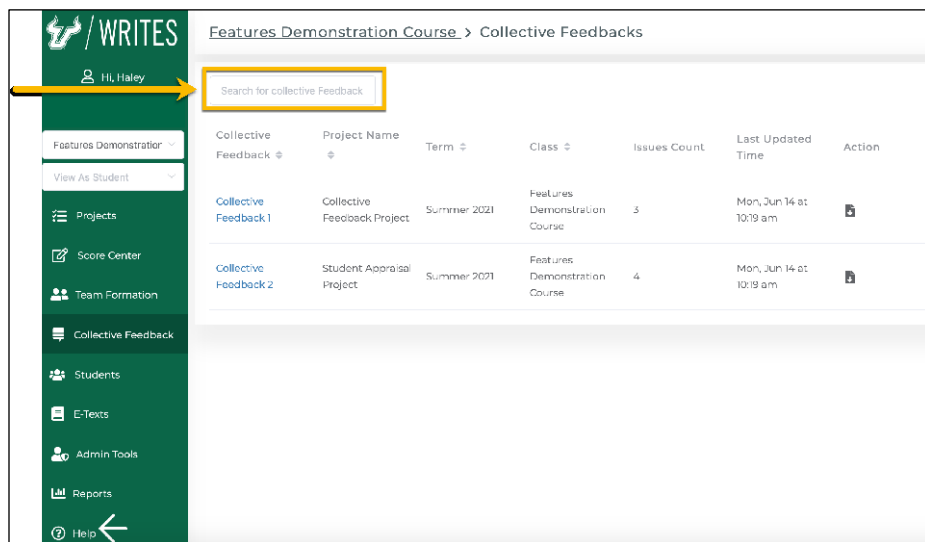 / WRITES
Hi, Haley
Features Demonstration
View As Student
Projects
Score Center
Team Formation
Collective Feedback
Students
E-Texts
Admin Tools
Reports
Help
Features Demonstration Course > Collective Feedbacks
Search for collective Feedback
Collective
Feedback
Project Name
Term
Class
Issues Count
Last Updated
Time
Action
Collective
Feedback 1
Collective
Feedback Project
Summer 2021
Features
Demonstration
Course
3
Mon, Jun 14 at
10:19 am
Collective
Feedback 2
Student Appraisal
Project
Summer 2021
Features
Demonstration
Course
4
Mon, Jun 14 at
10:19 am